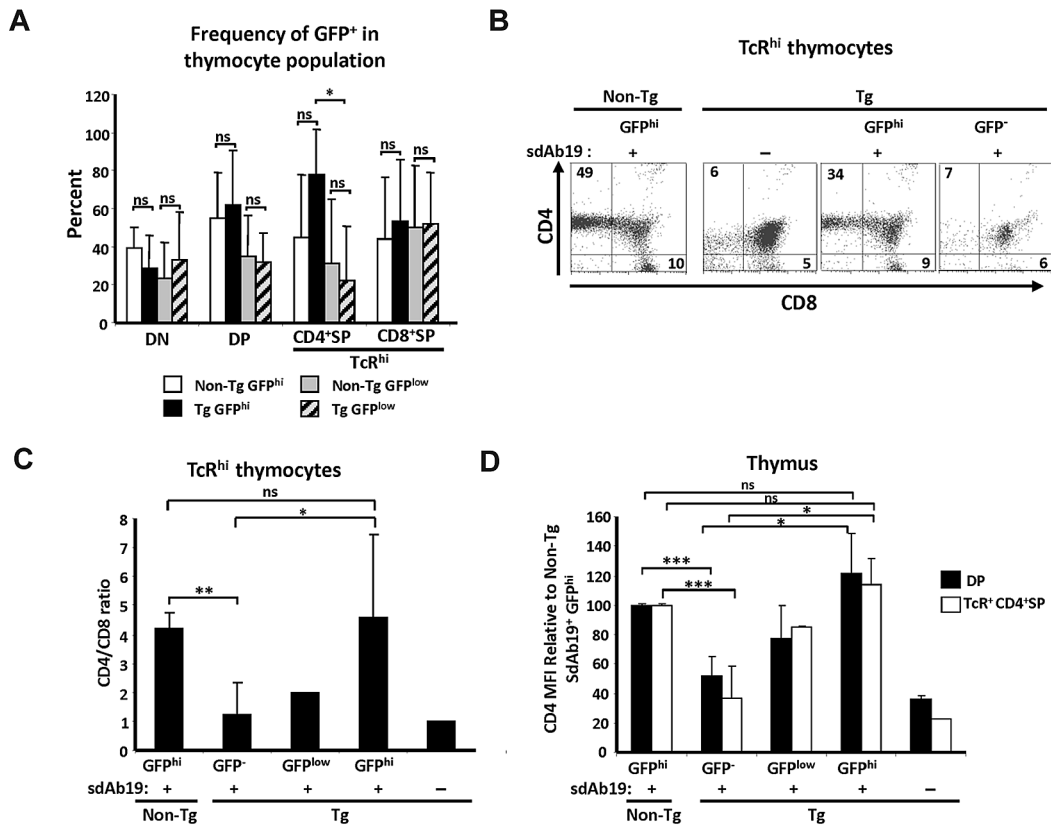 A
Frequency of GFP+ in
thymocyte population
120
100
80
60
40
20
0
Percent
ns
ns
ns
ns
ns
*
ns
ns
ns
DN
DP
CD4+SP
CD8+SP
TcRhi
Non-Tg GFPhi
Non-Tg GFPlow
Tg GFPhi
Tg GFPlow
B
TcRhi thymocytes
Non-Tg
Tg
GFPhi
GFPhi
GFP-
sdAb19 :
+
–
+
+
49
6
34
7
10
5
9
6
CD4
CD8
C
TcRhi thymocytes
ns
*
**
8
7
6
5
4
3
2
1
0
CD4/CD8 ratio
GFPhi
GFP-
GFPlow
GFPhi
sdAb19:
+
+
+
+
–
Non-Tg
Tg
D
Thymus
ns
ns
*
*
***
***
160
140
120
100
80
60
40
20
0
CD4 MFI Relative to Non-Tg
SdAb19+ GFPhi
DP
TcR+ CD4+SP
GFPhi
GFP-
GFPlow
GFPhi
sdAb19:
+
+
+
+
–
Non-Tg
Tg